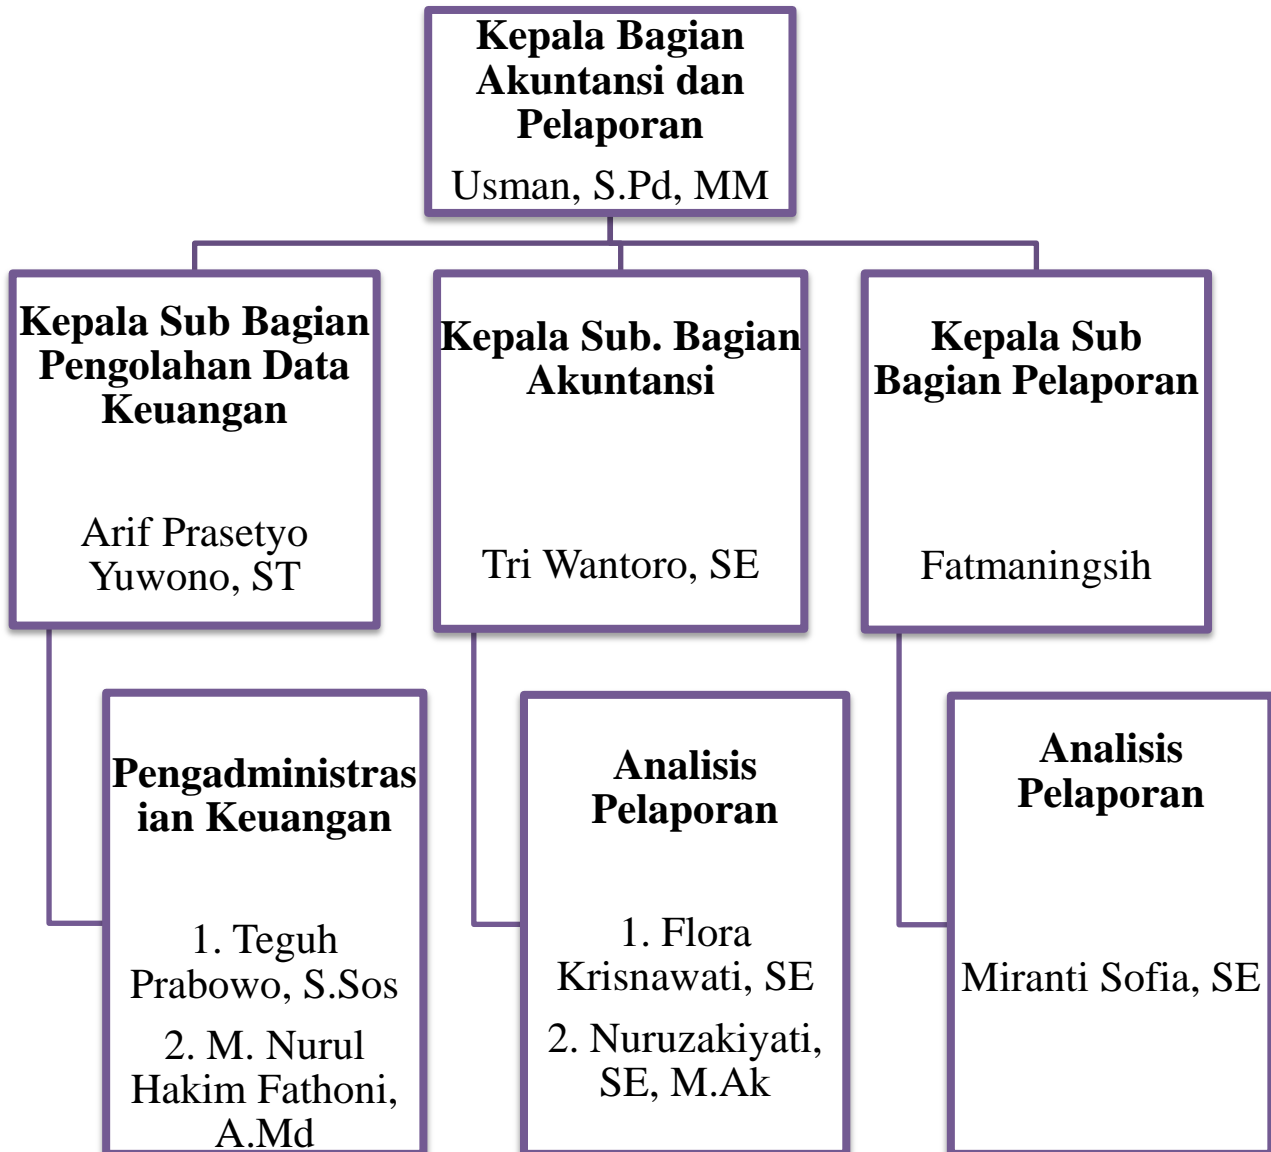 Kepala Bagian
Akuntansi dan
Pelaporan
Usman, S.Pd, MM
Kepala Sub Bagian
Pengolahan Data
Keuangan
Arif Prasetyo
Yuwono, ST
Kepala Sub. Bagian
Akuntansi
Tri Wantoro, SE
Kepala Sub
Bagian Pelaporan
Fatmaningsih
Pengadministras
ian Keuangan
1. Teguh
Prabowo, S.Sos
2. M. Nurul
Hakim Fathoni,
A.Md
Analisis
Pelaporan
1. Flora
Krisnawati, SE
2. Nuruzakiyati,
SE, M.Ak
Analisis
Pelaporan
Miranti Sofia, SE